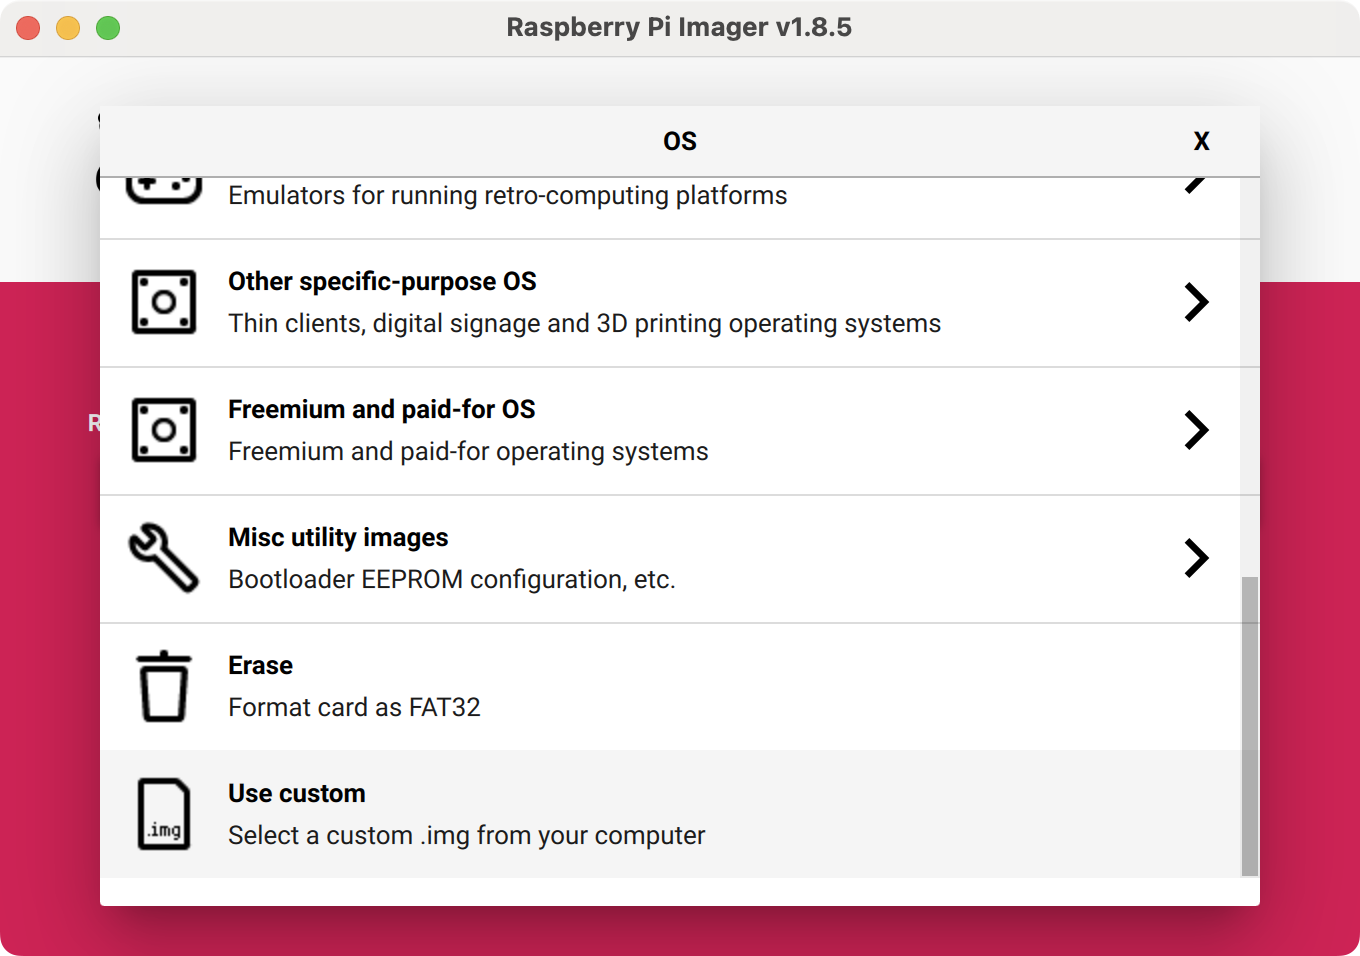 Raspberry Pi Imager v1.8.5
OS
X
Emulators for running retro-computing platforms
Other specific-purpose OS
Thin clients, digital signage and 3D printing operating systems
Freemium and paid-for OS
Freemium and paid-for operating systems
R
Misc utility images
Bootloader EEPROM configuration, etc.
Erase
Format card as FAT32
Use custom
.img
Select a custom .img from your computer